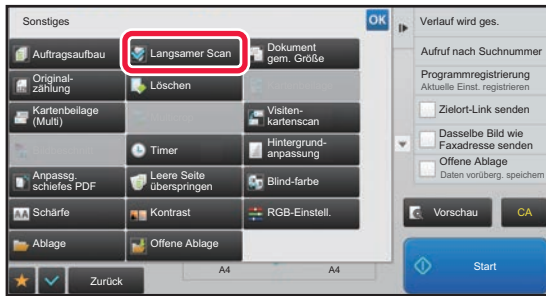 Sonstiges
OK
Auftragsaufbau
Langsamer Scan
Dokument
gem. Größe
Original-
zählung
Löschen
Kartenbeilage
(Multi)
Visiten-
kartenscan
Timer
Hintergrund-
anpassung
Anpassg.
schiefes PDF
Leere Seite
überspringen
Blind-farbe
Schärfe
Kontrast
RGB-Einstell.
Ablage
Offene Ablage
Zurück
A4
A4
Verlauf wird ges.
Aufruf nach Suchnummer
Programmregistrierung
Aktuelle Einst. registrieren
Zielort-Link senden
Dasselbe Bild wie
Faxadresse senden
Offene Ablage
Daten vorüberg. speichern
Vorschau
CA
Start